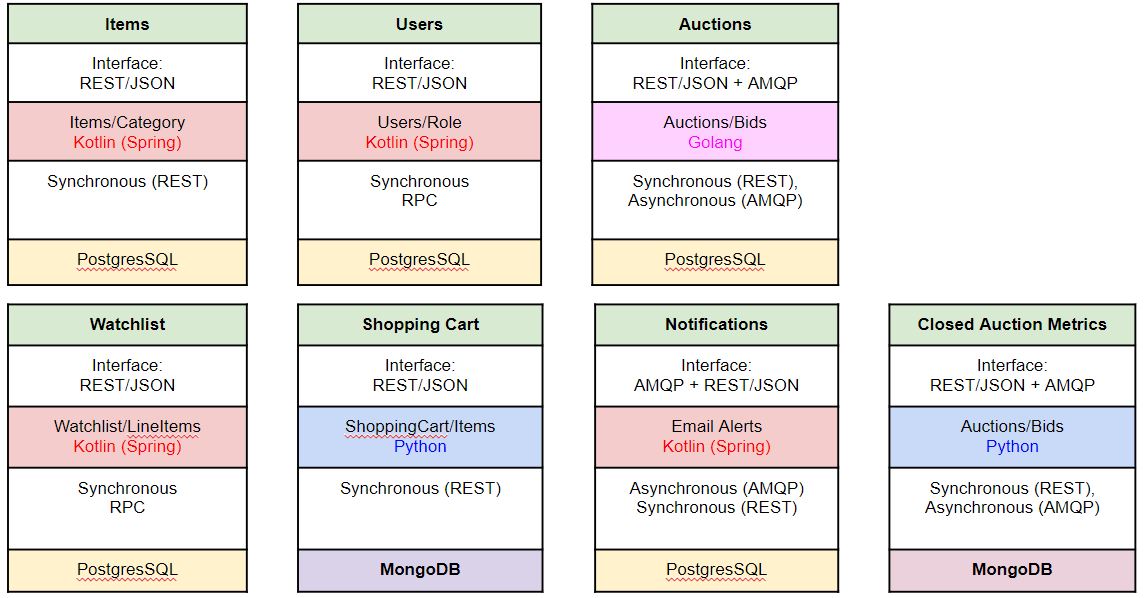 Items
Interface:
REST/JSON
Items/Category
Kotlin (Spring)
Synchronous (REST)
PostgresSQL
Users
Interface:
REST/JSON
Users/Role
Kotlin (Spring)
Synchronous
RPC
PostgresSQL
Auctions
Interface:
REST/JSON + AMQP
Auctions/Bids
Golang
Synchronous (REST),
Asynchronous (AMQP)
PostgresSQL
Watchlist
Interface:
REST/JSON
Watchlist/LineItems
Kotlin (Spring)
Synchronous
RPC
PostgresSQL
Shopping Cart
Interface:
REST/JSON
ShoppingCart/Items
Python
Synchronous (REST)
MongoDB
Notifications
Interface:
AMQP + REST/JSON
Email Alerts
Kotlin (Spring)
Asynchronous (AMQP)
Synchronous (REST)
PostgresSQL
Closed Auction Metrics
Interface:
REST/JSON + AMQP
Auctions/Bids
Python
Synchronous (REST),
Asynchronous (AMQP)
MongoDB